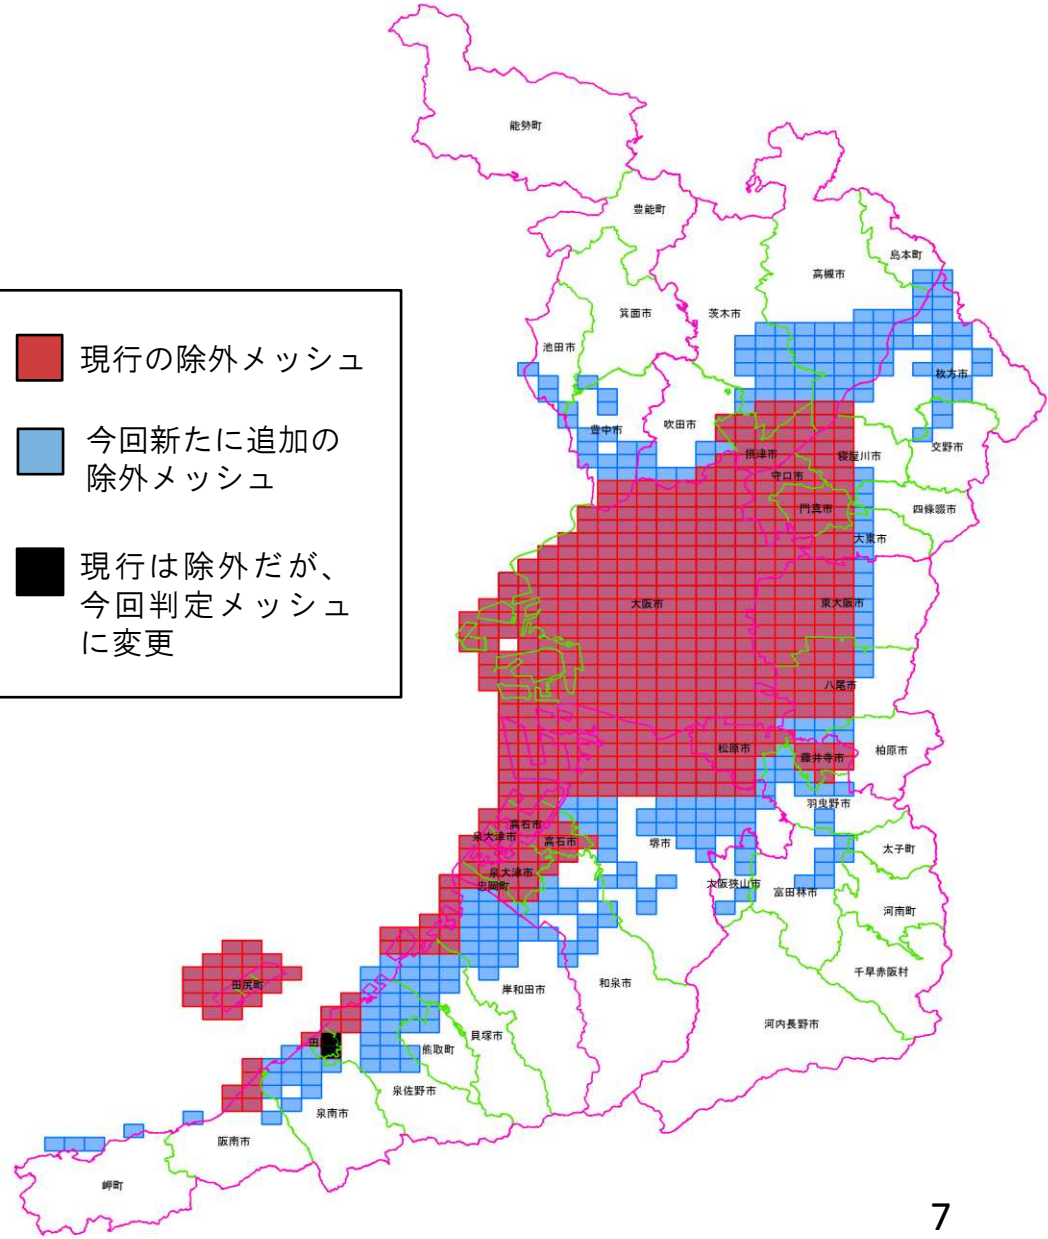 能勢町
豊能町
島本町
高槻市
箕面市
茨木市
現行の除外メッシュ
池田市
枚方市
今回新たに追加の
除外メッシュ
豊中市
吹田市
交野市
摂津市
寝屋川市
守口市
門真市
四條畷市
大東市
現行は除外だが、
今回判定メッシュ
に変更
大阪市
東大阪市
八尾市
松原市
藤井寺市
柏原市
羽曳野市
高石市
泉大津市
高石市
堺市
太子町
泉大津市
忠岡町
大阪狭山市
富田林市
河南町
千早赤阪村
田尻町
岸和田市
和泉市
河内長野市
貝塚市
田
熊取町
泉佐野市
泉南市
阪南市
岬町
7